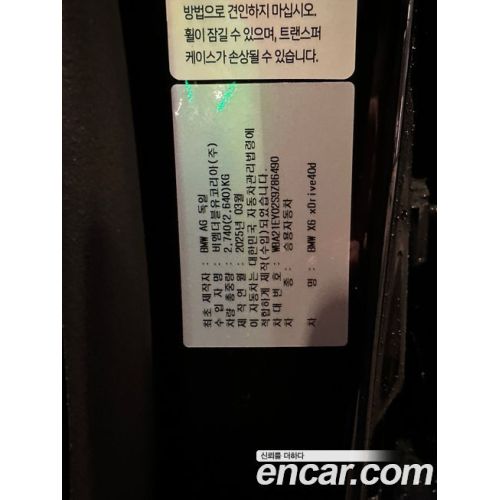 방법으로 견인하지 마십시오.
휠이 잠길 수 있으며, 트랜스퍼
케이스가 손상될 수 있습니다.
최초 제작자 : BMW AG 독일
수 입 자 명 : 비엠더블유코리아(주)
차량 총중량 : 2,740(2,640)KG
제 작 연 월 : 2025년 03월
이 자동차는 대한민국 자동차관리법령에
적합하게 제작(수입)되었습니다.
차 대 번 호 : WBA21EY02S9Z86490
차 종 : 승용자동차
차 명 : BMW X6 xDrive40d
신뢰를 더하다
encar.com